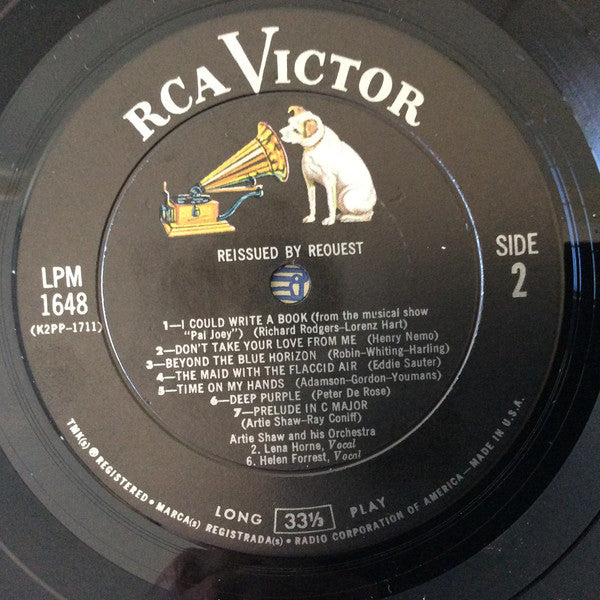 RCA VICTOR
REISSUED BY REQUEST
LPM
1648
(K2PP-1711)
SIDE
2
1—I COULD WRITE A BOOK (from the musical show
"Pal Joey") (Richard Rodgers-Lorenz Hart)
2—DON'T TAKE YOUR LOVE FROM ME (Henry Nemo)
3—BEYOND THE BLUE HORIZON (Robin-Whiting-Harling)
4—THE MAID WITH THE FLACCID AIR (Eddie Sauter)
5—TIME ON MY HANDS (Adamson-Gordon-Youmans)
6—DEEP PURPLE (Peter De Rose)
7—PRELUDE IN C MAJOR
(Artie Shaw-Ray Coniff)
Artie Shaw and his Orchestra
2. Lena Horne, Vocal
6. Helen Forrest, Vocal
LONG 33⅓ PLAY
TMK(s) ® REGISTERED • MARCA(s) REGISTRADA(s) • RADIO CORPORATION OF AMERICA—MADE IN U.S.A.